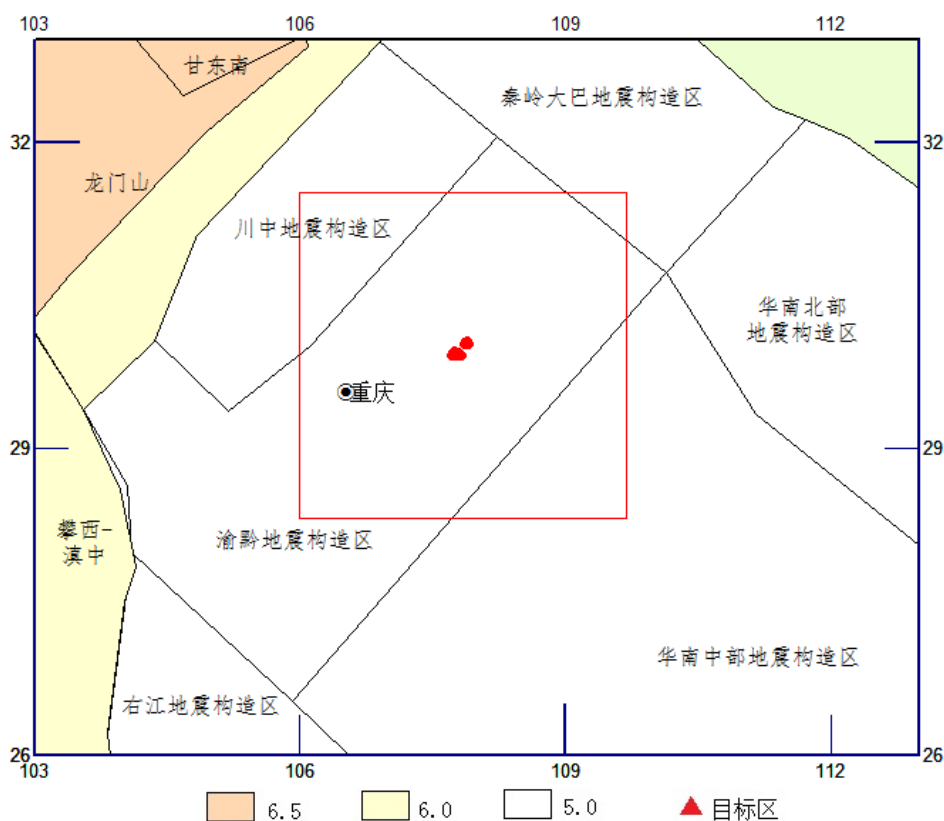 103 106 109 112
甘东南
秦岭大巴地震构造区
32 32
龙门山
川中地震构造区
华南北部
地震构造区
重庆
29 29
攀西-
滇中
渝黔地震构造区
华南中部地震构造区
右江地震构造区
26 26
103 106 109 112
6.5 6.0 5.0 目标区